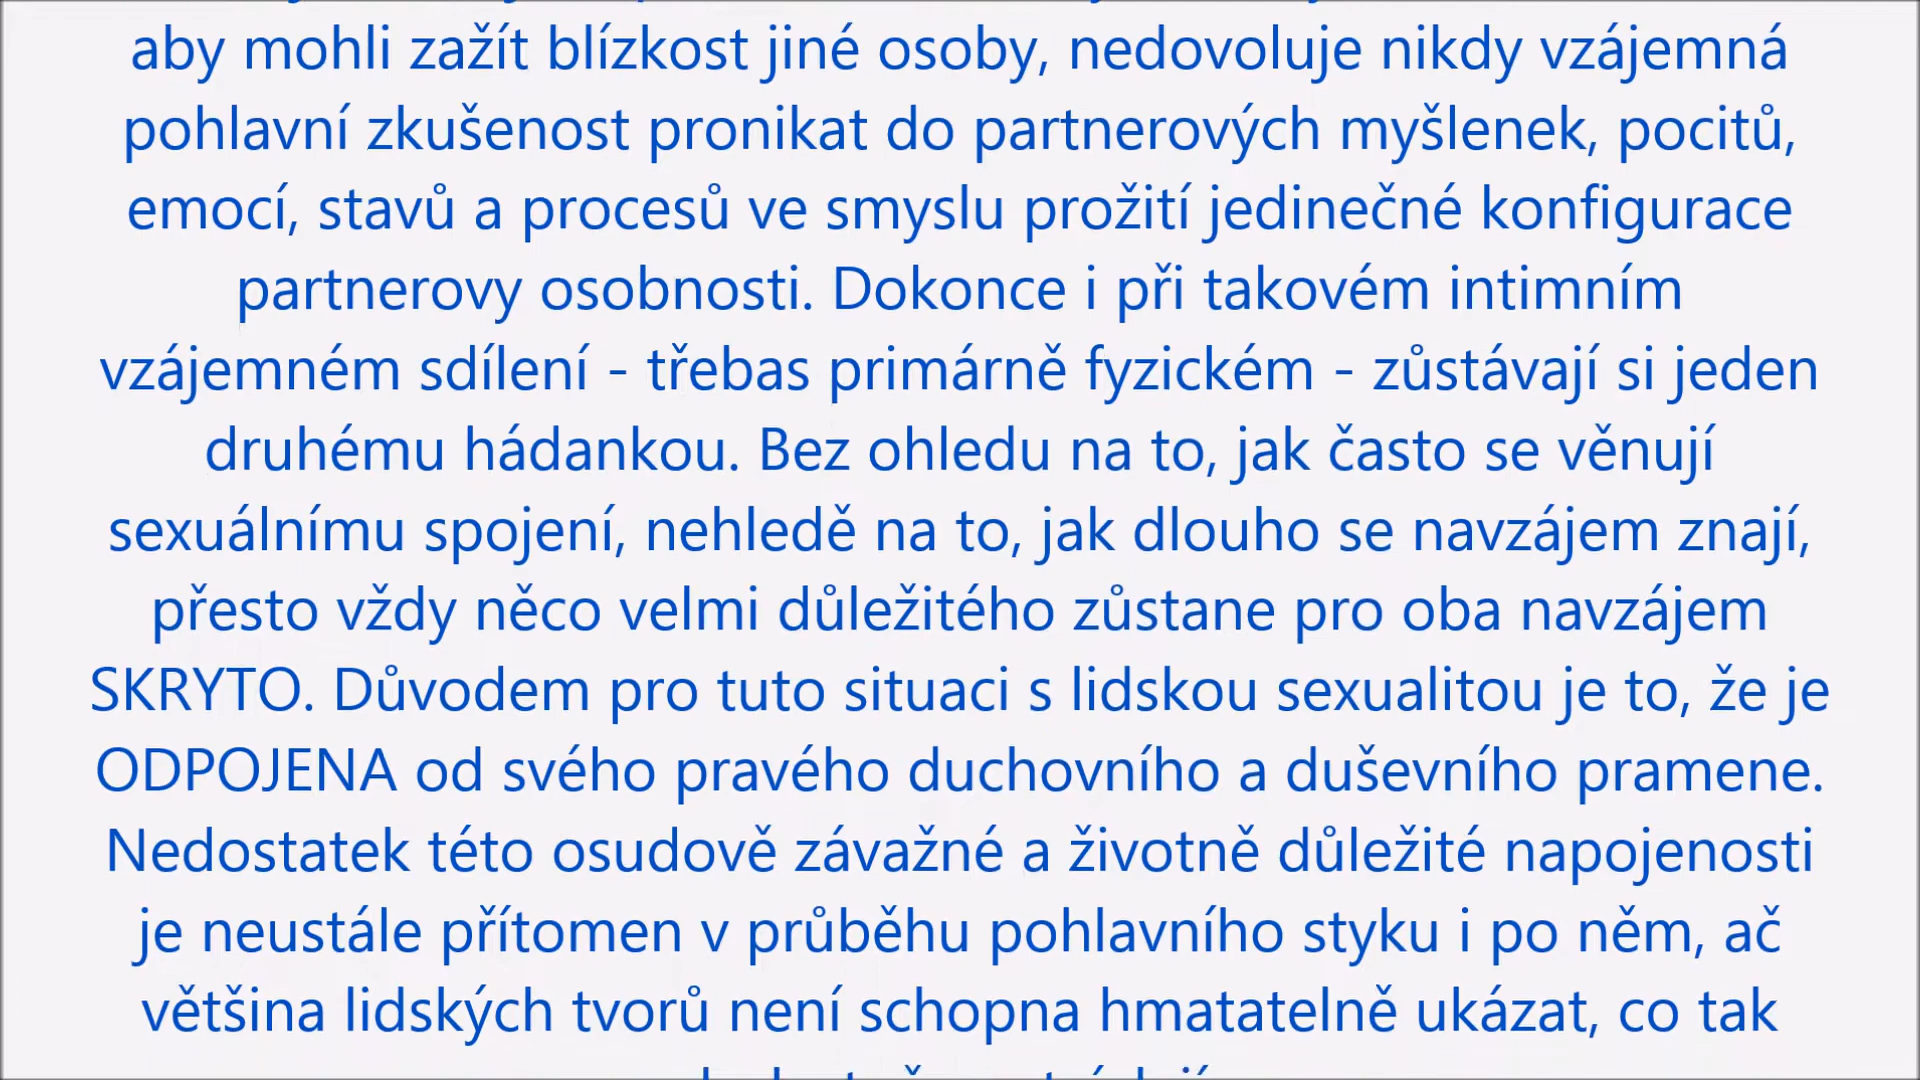 aby mohli zažít blízkost jiné osoby, nedovoluje nikdy vzájemná
pohlavní zkušenost pronikat do partnerových myšlenek, pocitů,
emocí, stavů a procesů ve smyslu prožití jedinečné konfigurace
partnerovy osobnosti. Dokonce i při takovém intimním
vzájemném sdílení - třebas primárně fyzickém - zůstávají si jeden
druhému hádankou. Bez ohledu na to, jak často se věnují
sexuálnímu spojení, nehledě na to, jak dlouho se navzájem znají,
přesto vždy něco velmi důležitého zůstane pro oba navzájem
SKRYTO. Důvodem pro tuto situaci s lidskou sexualitou je to, že je
ODPOJENA od svého pravého duchovního a duševního pramene.
Nedostatek této osudově závažné a životně důležité napojenosti
je neustále přítomen v průběhu pohlavního styku i po něm, ač
většina lidských tvorů není schopna hmatatelně ukázat, co tak